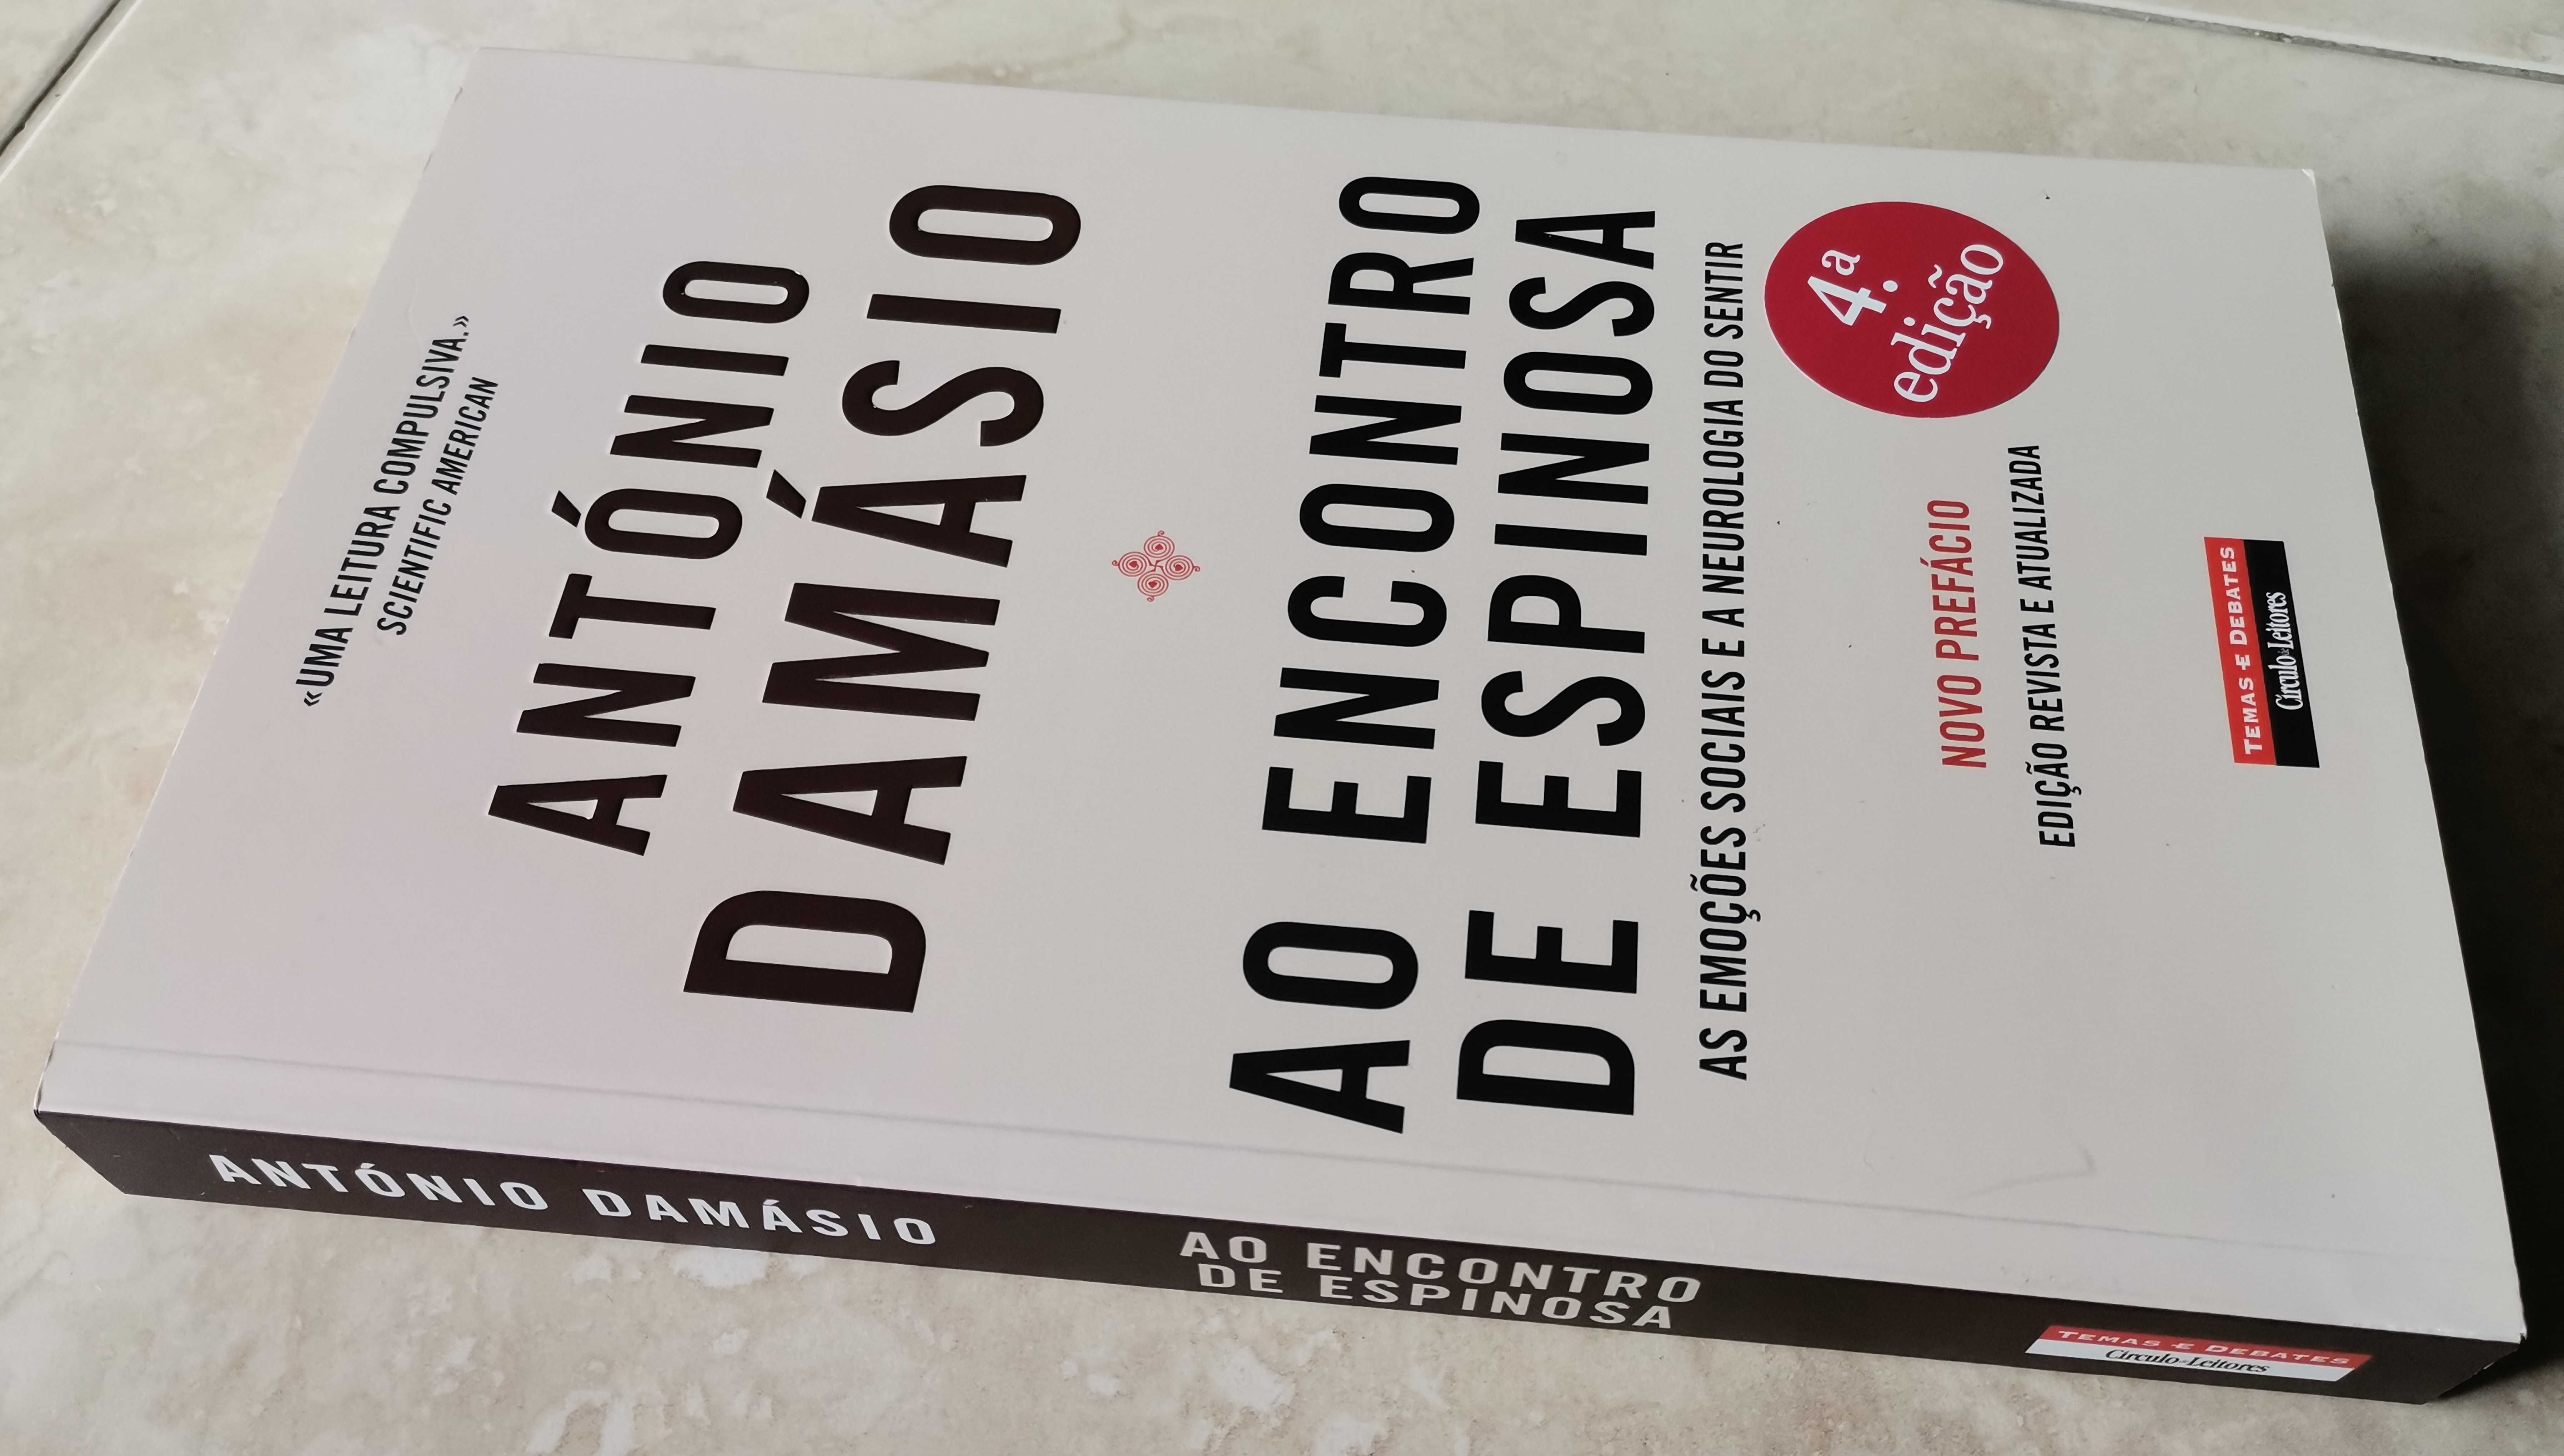 «UMA LEITURA COMPULSIVA.»
SCIENTIFIC AMERICAN
ANTÓNIO
DAMÁSIO
AO ENCONTRO
DE ESPINOSA
AS EMOÇÕES SOCIAIS E A NEUROLOGIA DO SENTIR
4.ª
edição
NOVO PREFÁCIO
EDIÇÃO REVISTA E ATUALIZADA
TEMAS E DEBATES
Círculo de Leitores
ANTÓNIO DAMÁSIO
AO ENCONTRO
DE ESPINOSA
TEMAS E DEBATES
Círculo de Leitores